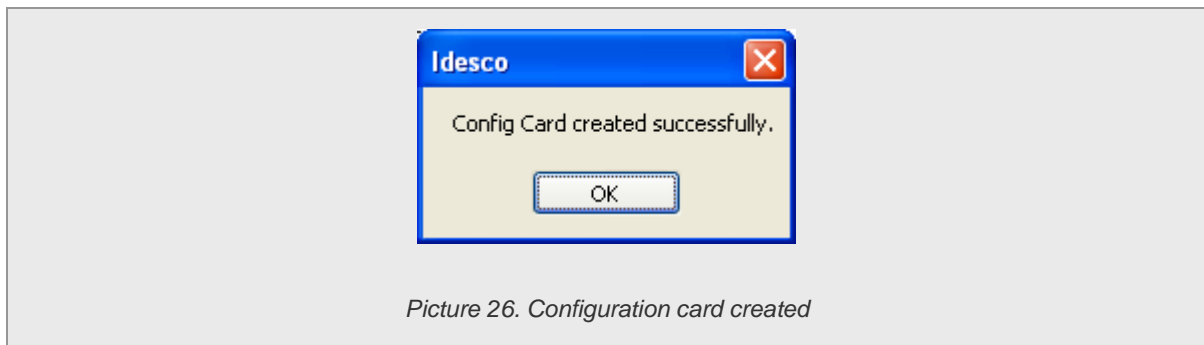 Idesco
Config Card created successfully.
OK
Picture 26. Configuration card created